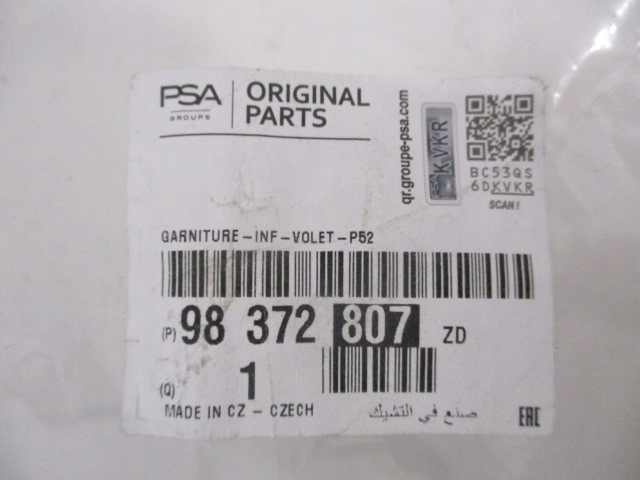 PSA
GROUPE
ORIGINAL
PARTS
qr.groupe-psa.com
PSA KVKR
BC53QS
6DKVKR
SCAN!
GARNITURE-INF-VOLET-P52
(P) 98 372 807 ZD
(Q) 1
MADE IN CZ - CZECH صنع في التشيك
EAC